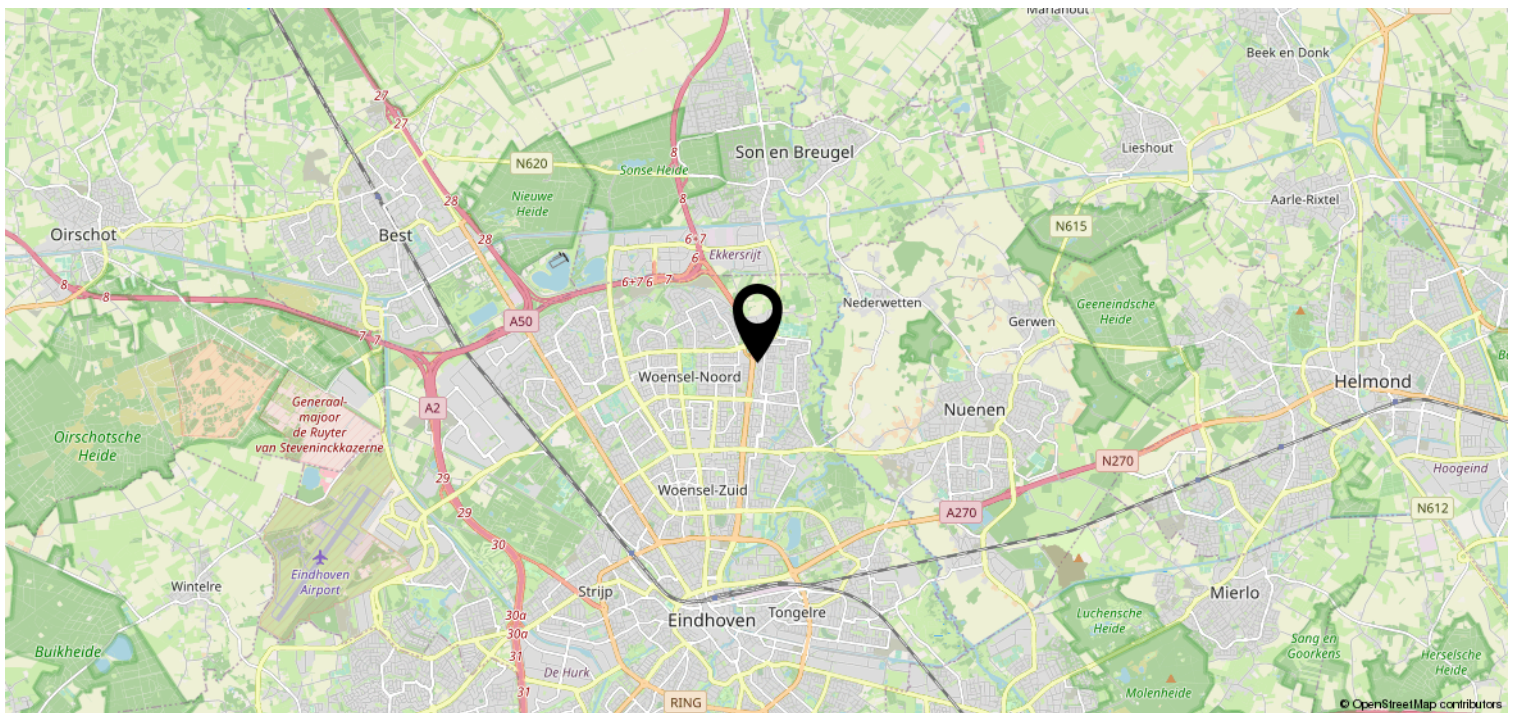 Mariahout
Beek en Donk
27
27
N620
Sonse Heide
8
Son en Breugel
Lieshout
Nieuwe
Heide
28
8
Aarle-Rixtel
Oirschot
Best
28
6+7
6
Ekkersrijt
N615
8
8
6+7
6
7
Nederwetten
Geeneindsche
Heide
A50
Gerwen
7
7
Woensel-Noord
Helmond
A2
Generaal-
majoor
de Ruyter
van Steveninckkazerne
Nuenen
Oirschotsche
Heide
N270
Hoogeind
29
Woensel-Zuid
A270
N612
29
30
Eindhoven
Airport
Wintelre
Strijp
Mierlo
Eindhoven
Tongelre
30a
30a
Luchensche
Heide
31
Buikheide
Sang en
Goorkens
Herselsche
Heide
De Hurk
31
RING
Molenheide
© OpenStreetMap contributors